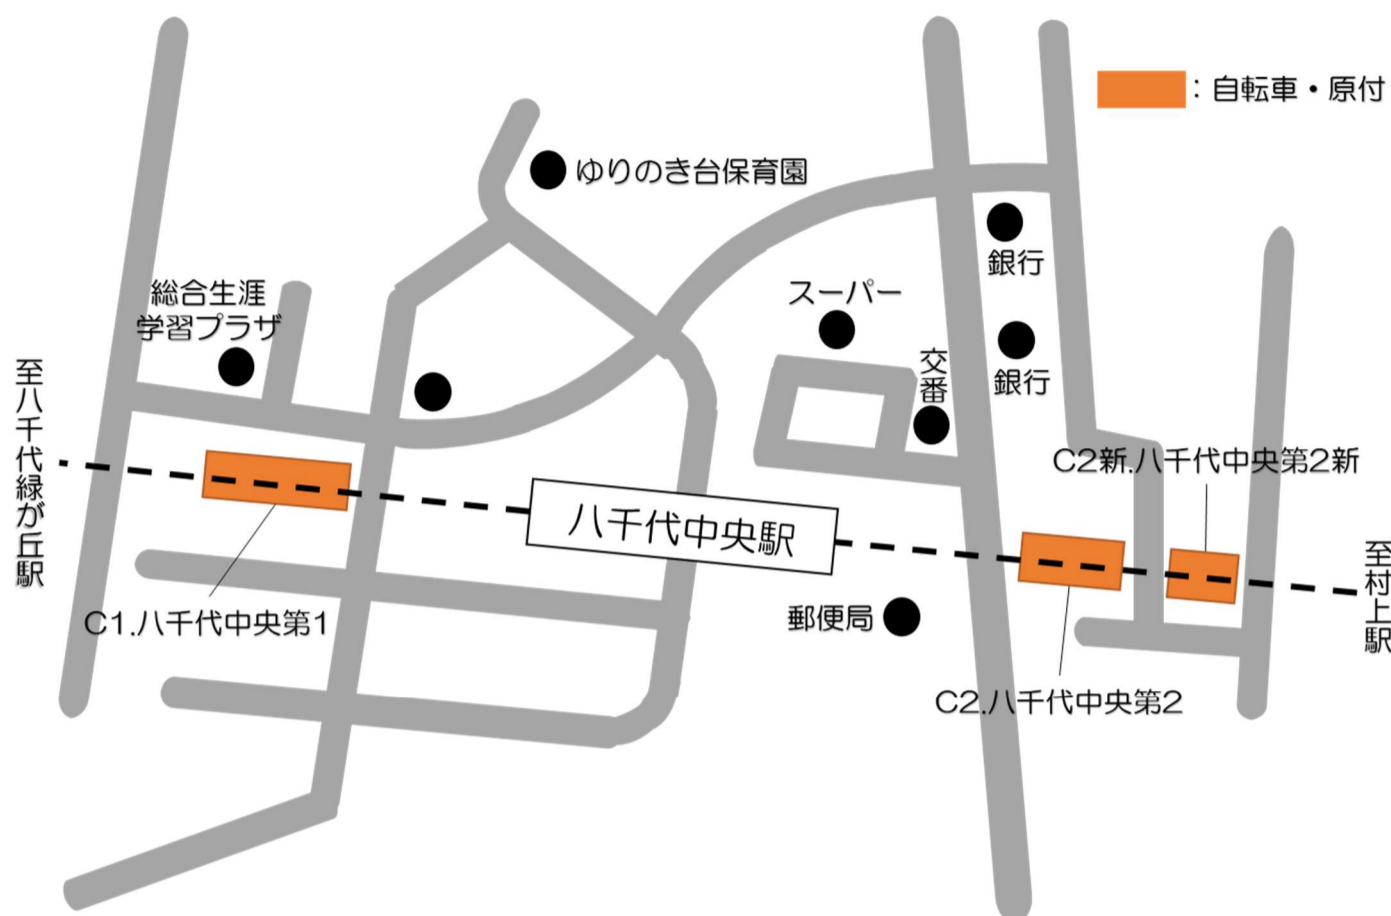 ：自転車・原付
ゆりのき台保育園
銀行
総合生涯
学習プラザ
スーパー
銀行
交番
至八千代緑が丘駅
C2新.八千代中央第2新
八千代中央駅
至村上駅
C1.八千代中央第1
郵便局
C2.八千代中央第2